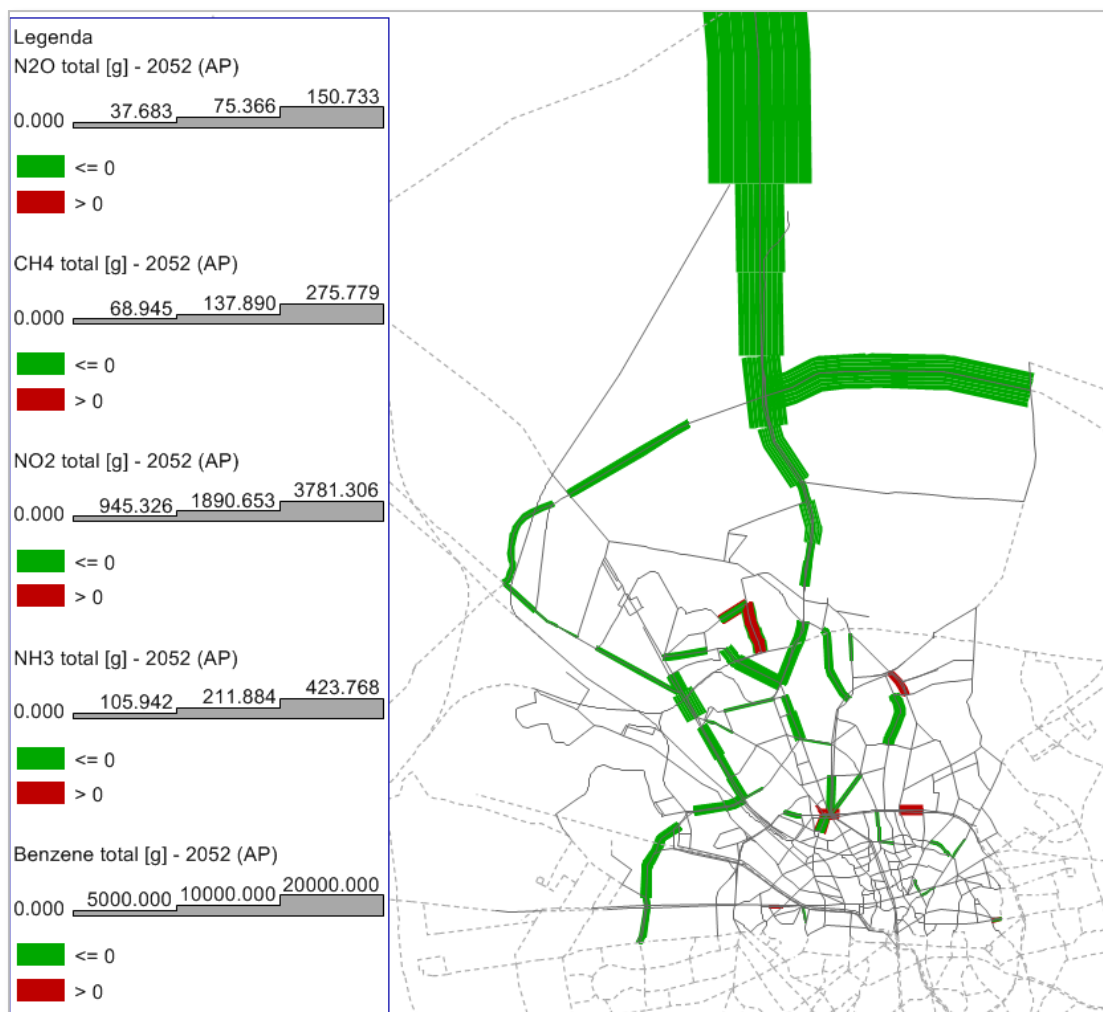 Legenda
N2O total [g] - 2052 (AP)
0.000 37.683 75.366 150.733
<= 0
> 0
CH4 total [g] - 2052 (AP)
0.000 68.945 137.890 275.779
<= 0
> 0
NO2 total [g] - 2052 (AP)
0.000 945.326 1890.653 3781.306
<= 0
> 0
NH3 total [g] - 2052 (AP)
0.000 105.942 211.884 423.768
<= 0
> 0
Benzene total [g] - 2052 (AP)
0.000 5000.000 10000.000 20000.000
<= 0
> 0